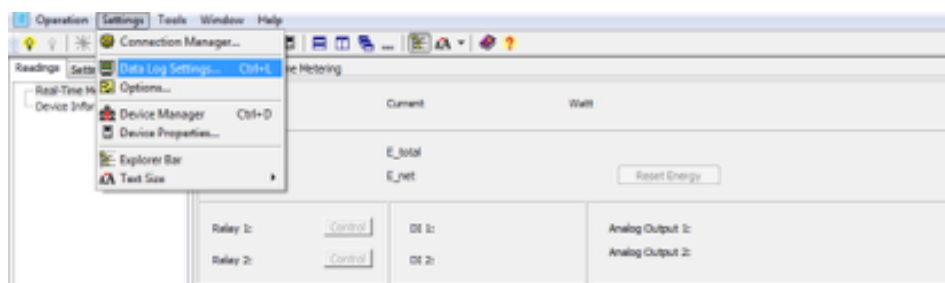 Operation Settings Tools Window Help
Connection Manager...
Readings
Data Log Settings... Ctrl+L
Metering
Options...
Current Watt
Device Manager Ctrl+D
Device Properties...
E_total
Explorer Bar
E_net Reset Energy
Text Size
Relay 1: Control DI 1: Analog Output 1:
Relay 2: Control DI 2: Analog Output 2: